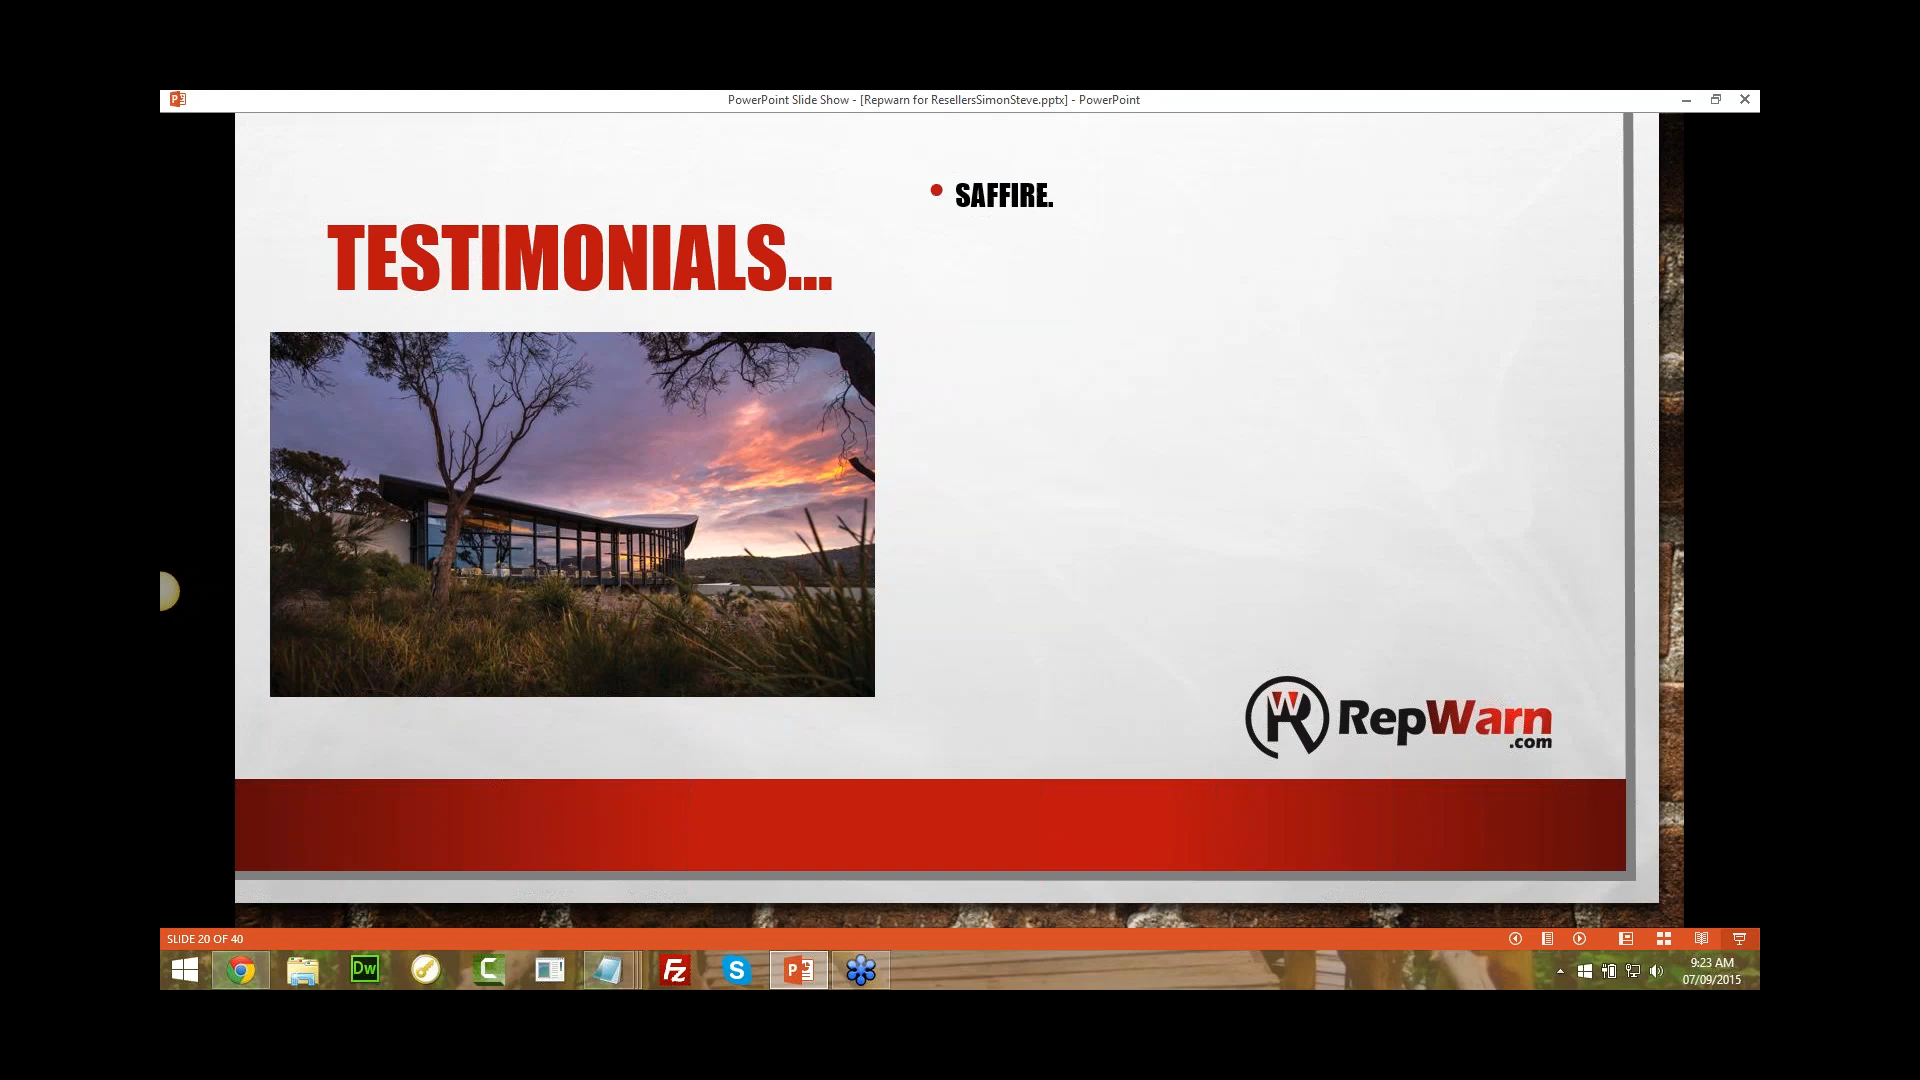 PowerPoint Slide Show - [Repwarn for ResellersSimonSteve.pptx] - PowerPoint
TESTIMONIALS...
SAFFIRE.
RepWarn
.com
SLIDE 20 OF 40
Dw
9:23 AM
07/09/2015